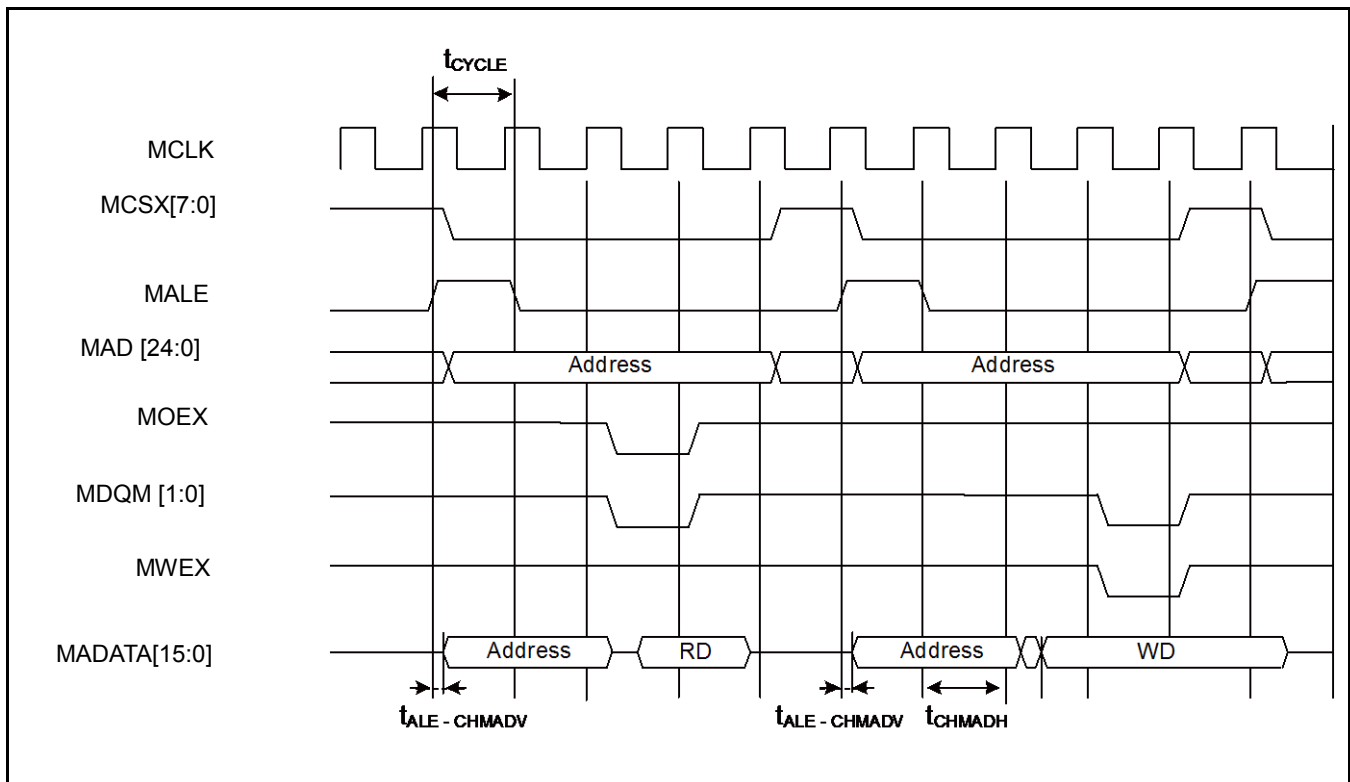 tCYCLE
MCLK
MCSX[7:0]
MALE
MAD [24:0]
Address
Address
MOEX
MDQM [1:0]
MWEX
MADATA[15:0]
Address
RD
Address
WD
tALE - CHMADV
tALE - CHMADV
tCHMADH